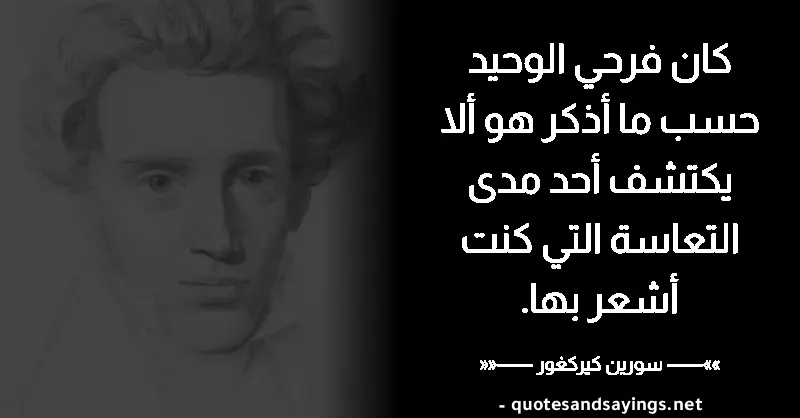 كان فرحي الوحيد
حسب ما أذكر هو ألا
يكتشف أحد مدى
التعاسة التي كنت
أشعر بها.
»»—— سورين كيركغور ——««
- quotesandsayings.net